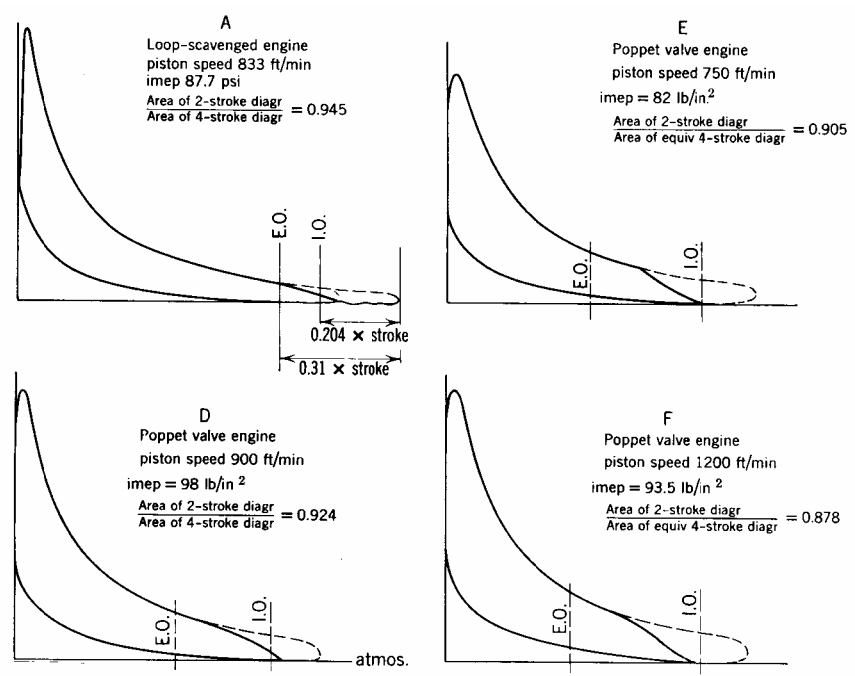 A
Loop-scavenged engine
piston speed 833 ft/min
imep 87.7 psi
Area of 2-stroke diagr
Area of 4-stroke diagr = 0.945
E.O.
I.O.
0.204 × stroke
0.31 × stroke
E
Poppet valve engine
piston speed 750 ft/min
imep = 82 lb/in.²
Area of 2-stroke diagr
Area of equiv 4-stroke diagr = 0.905
E.O.
I.O.
D
Poppet valve engine
piston speed 900 ft/min
imep = 98 lb/in ²
Area of 2-stroke diagr
Area of 4-stroke diagr = 0.924
E.O.
I.O.
atmos.
F
Poppet valve engine
piston speed 1200 ft/min
imep = 93.5 lb/in ²
Area of 2-stroke diagr
Area of equiv 4-stroke diagr = 0.878
E.O.
I.O.